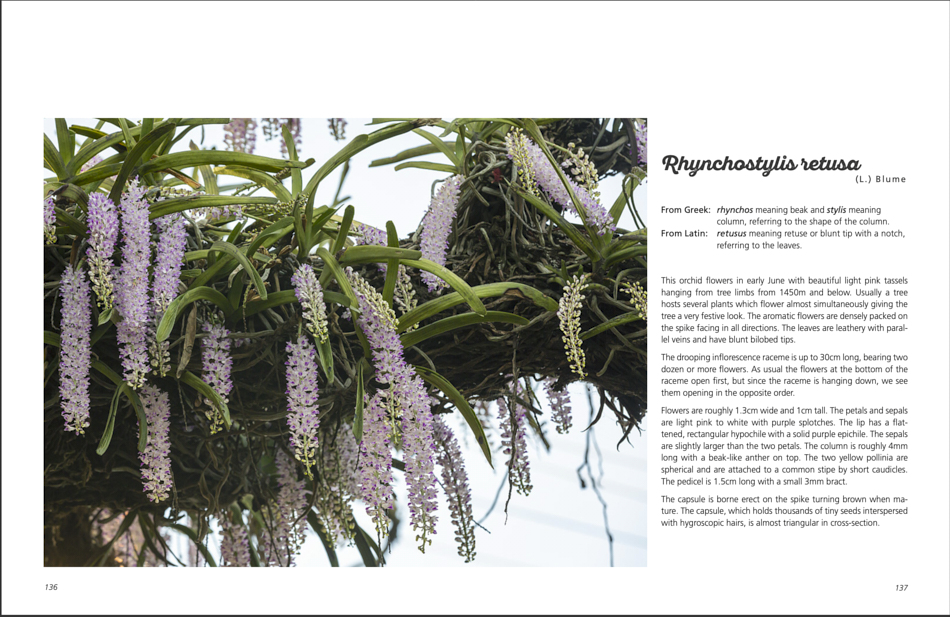 Rhynchostylis retusa
(L.) Blume
From Greek: rhynchos meaning beak and stylis meaning
column, referring to the shape of the column.
From Latin: retusus meaning retuse or blunt tip with a notch,
referring to the leaves.
This orchid flowers in early June with beautiful light pink tassels
hanging from tree limbs from 1450m and below. Usually a tree
hosts several plants which flower almost simultaneously giving the
tree a very festive look. The aromatic flowers are densely packed on
the spike facing in all directions. The leaves are leathery with paral-
lel veins and have blunt bilobed tips.
The drooping inflorescence raceme is up to 30cm long, bearing two
dozen or more flowers. As usual the flowers at the bottom of the
raceme open first, but since the raceme is hanging down, we see
them opening in the opposite order.
Flowers are roughly 1.3cm wide and 1cm tall. The petals and sepals
are light pink to white with purple splotches. The lip has a flat-
tened, rectangular hypochile with a solid purple epichile. The sepals
are slightly larger than the two petals. The column is roughly 4mm
long with a beak-like anther on top. The two yellow pollinia are
spherical and are attached to a common stipe by short caudicles.
The pedicel is 1.5cm long with a small 3mm bract.
The capsule is borne erect on the spike turning brown when ma-
ture. The capsule, which holds thousands of tiny seeds interspersed
with hygroscopic hairs, is almost triangular in cross-section.
136
137